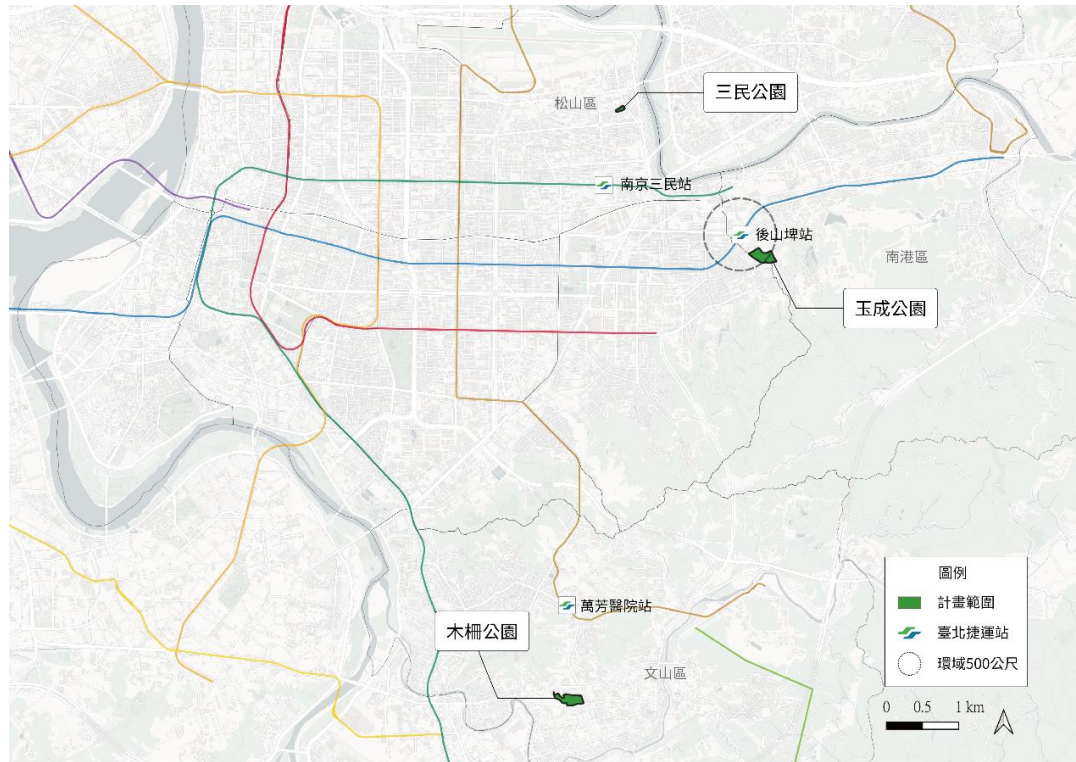 三民公園
松山區
南京三民站
後山埤站
南港區
玉成公園
萬芳醫院站
木柵公園
文山區
圖例
計畫範圍
臺北捷運站
環域500公尺
0 0.5 1 km